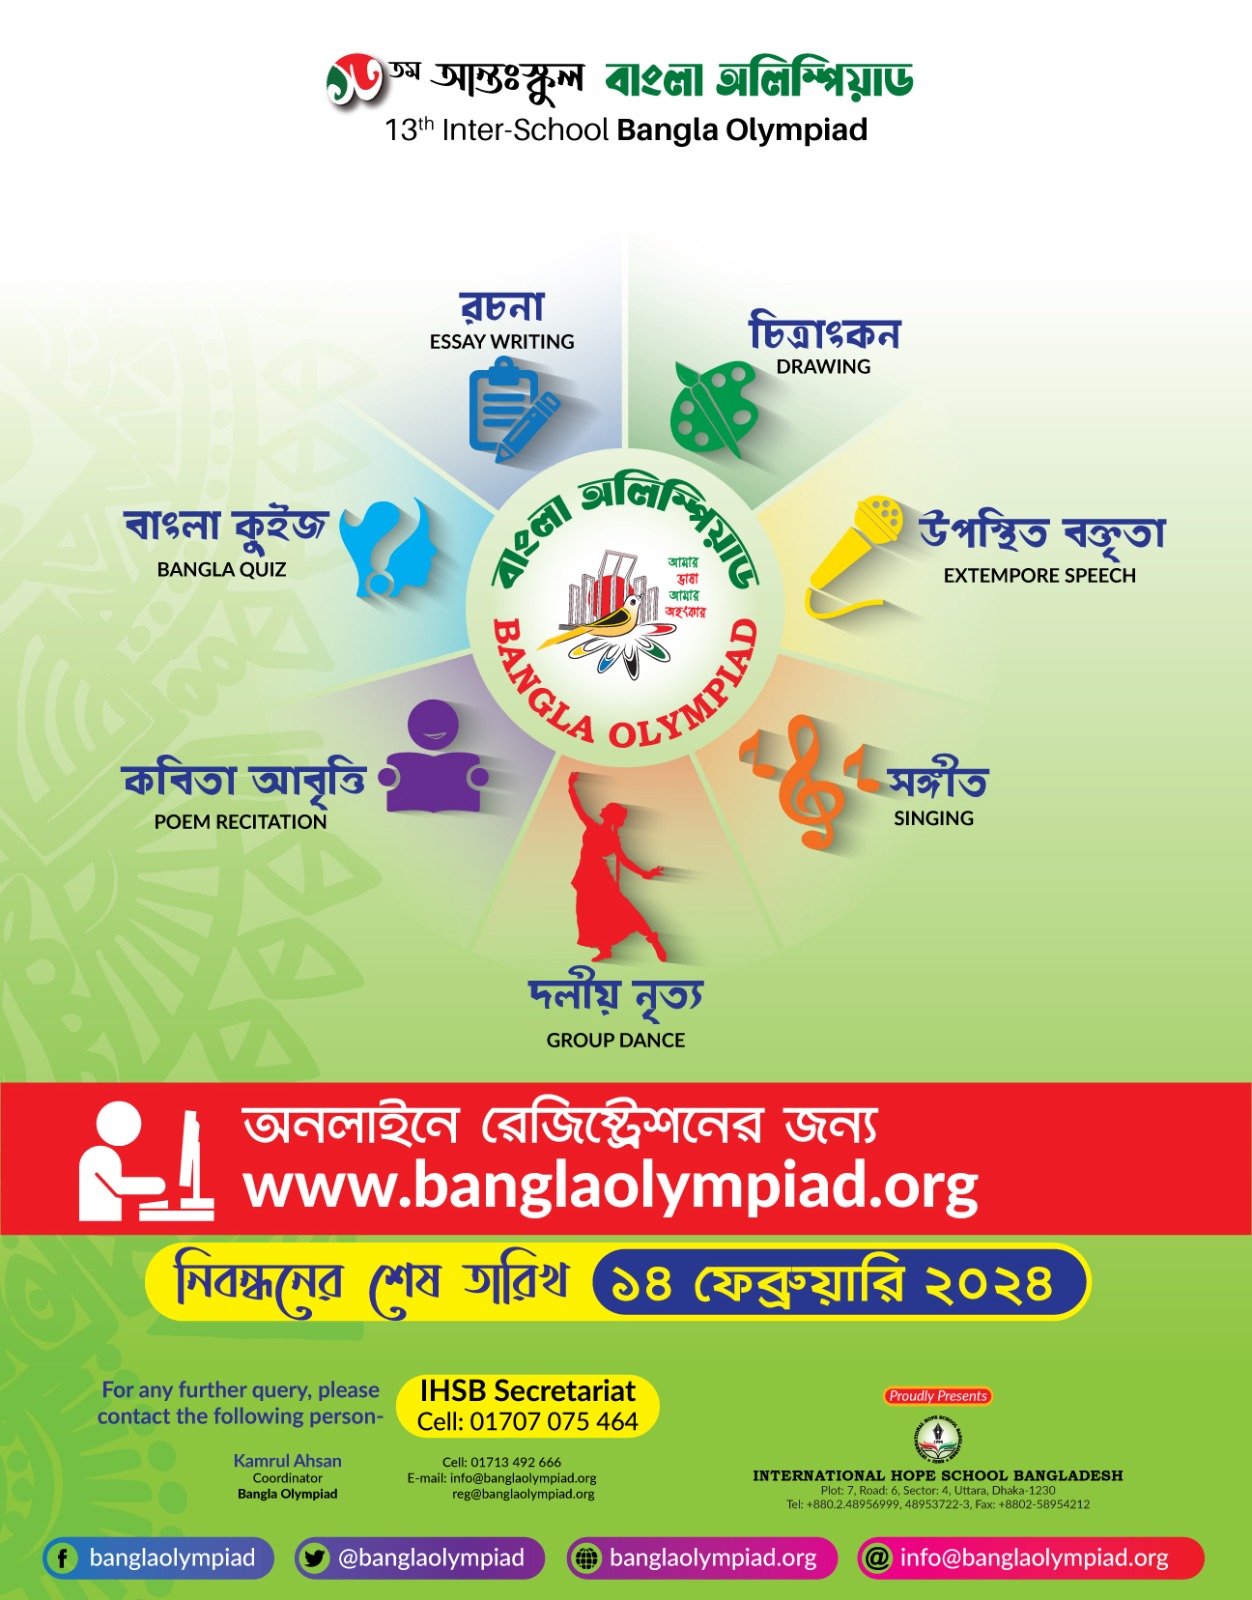 ১৩তম আন্তঃস্কুল বাংলা অলিম্পিয়াড
13th Inter-School Bangla Olympiad
রচনা
ESSAY WRITING
চিত্রাংকন
DRAWING
বাংলা কুইজ
BANGLA QUIZ
উপস্থিত বক্তৃতা
EXTEMPORE SPEECH
বাংলা অলিম্পিয়াড
আমার
ভাষা
আমার
অহংকার
BANGLA OLYMPIAD
কবিতা আবৃত্তি
POEM RECITATION
সঙ্গীত
SINGING
দলীয় নৃত্য
GROUP DANCE
অনলাইনে রেজিষ্ট্রেশনের জন্য
www.banglaolympiad.org
নিবন্ধনের শেষ তারিখ ১৪ ফেব্রুয়ারি ২০২৪
For any further query, please
contact the following person-
IHSB Secretariat
Cell: 01707 075 464
Kamrul Ahsan
Coordinator
Bangla Olympiad
Cell: 01713 492 666
E-mail: info@banglaolympiad.org
reg@banglaolympiad.org
Proudly Presents
INTERNATIONAL HOPE SCHOOL BANGLADESH
Plot: 7, Road: 6, Sector: 4, Uttara, Dhaka-1230
Tel: +880.2.48956999, 48953722-3, Fax: +8802-58954212
banglaolympiad
@banglaolympiad
banglaolympiad.org
info@banglaolympiad.org